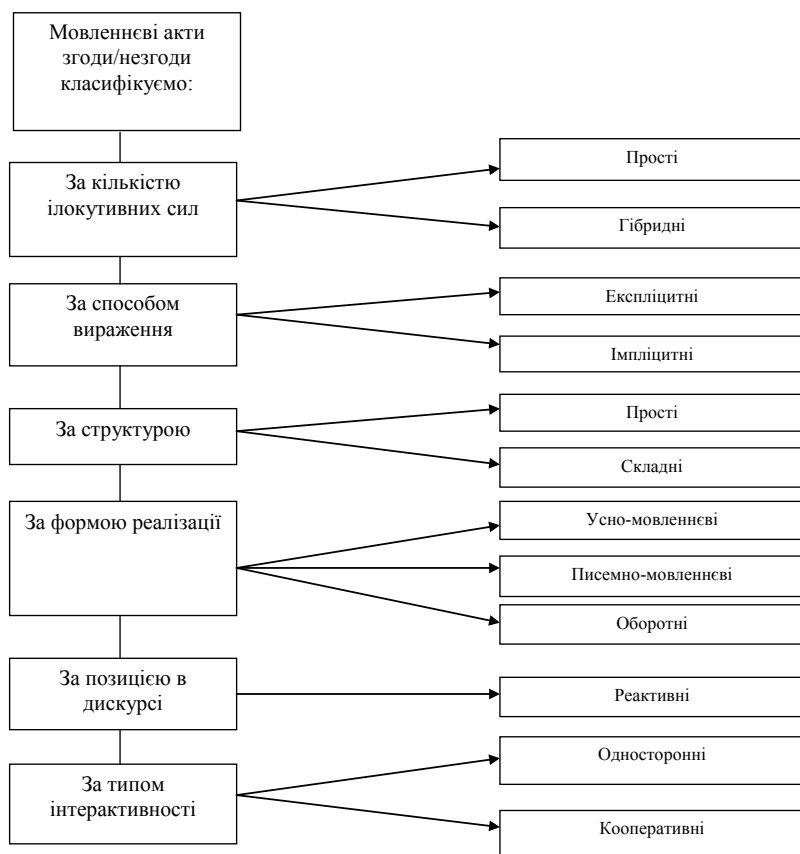 Мовленнєві акти
згоди/незгоди
класифікуємо:
За кількістю
ілокутивних сил
Прості
Гібридні
За способом
вираження
Експліцитні
Імпліцитні
За структурою
Прості
Складні
За формою реалізації
Усно-мовленнєві
Писемно-мовленнєві
Оборотні
За позицією в
дискурсі
Реактивні
За типом
інтерактивності
Односторонні
Кооперативні